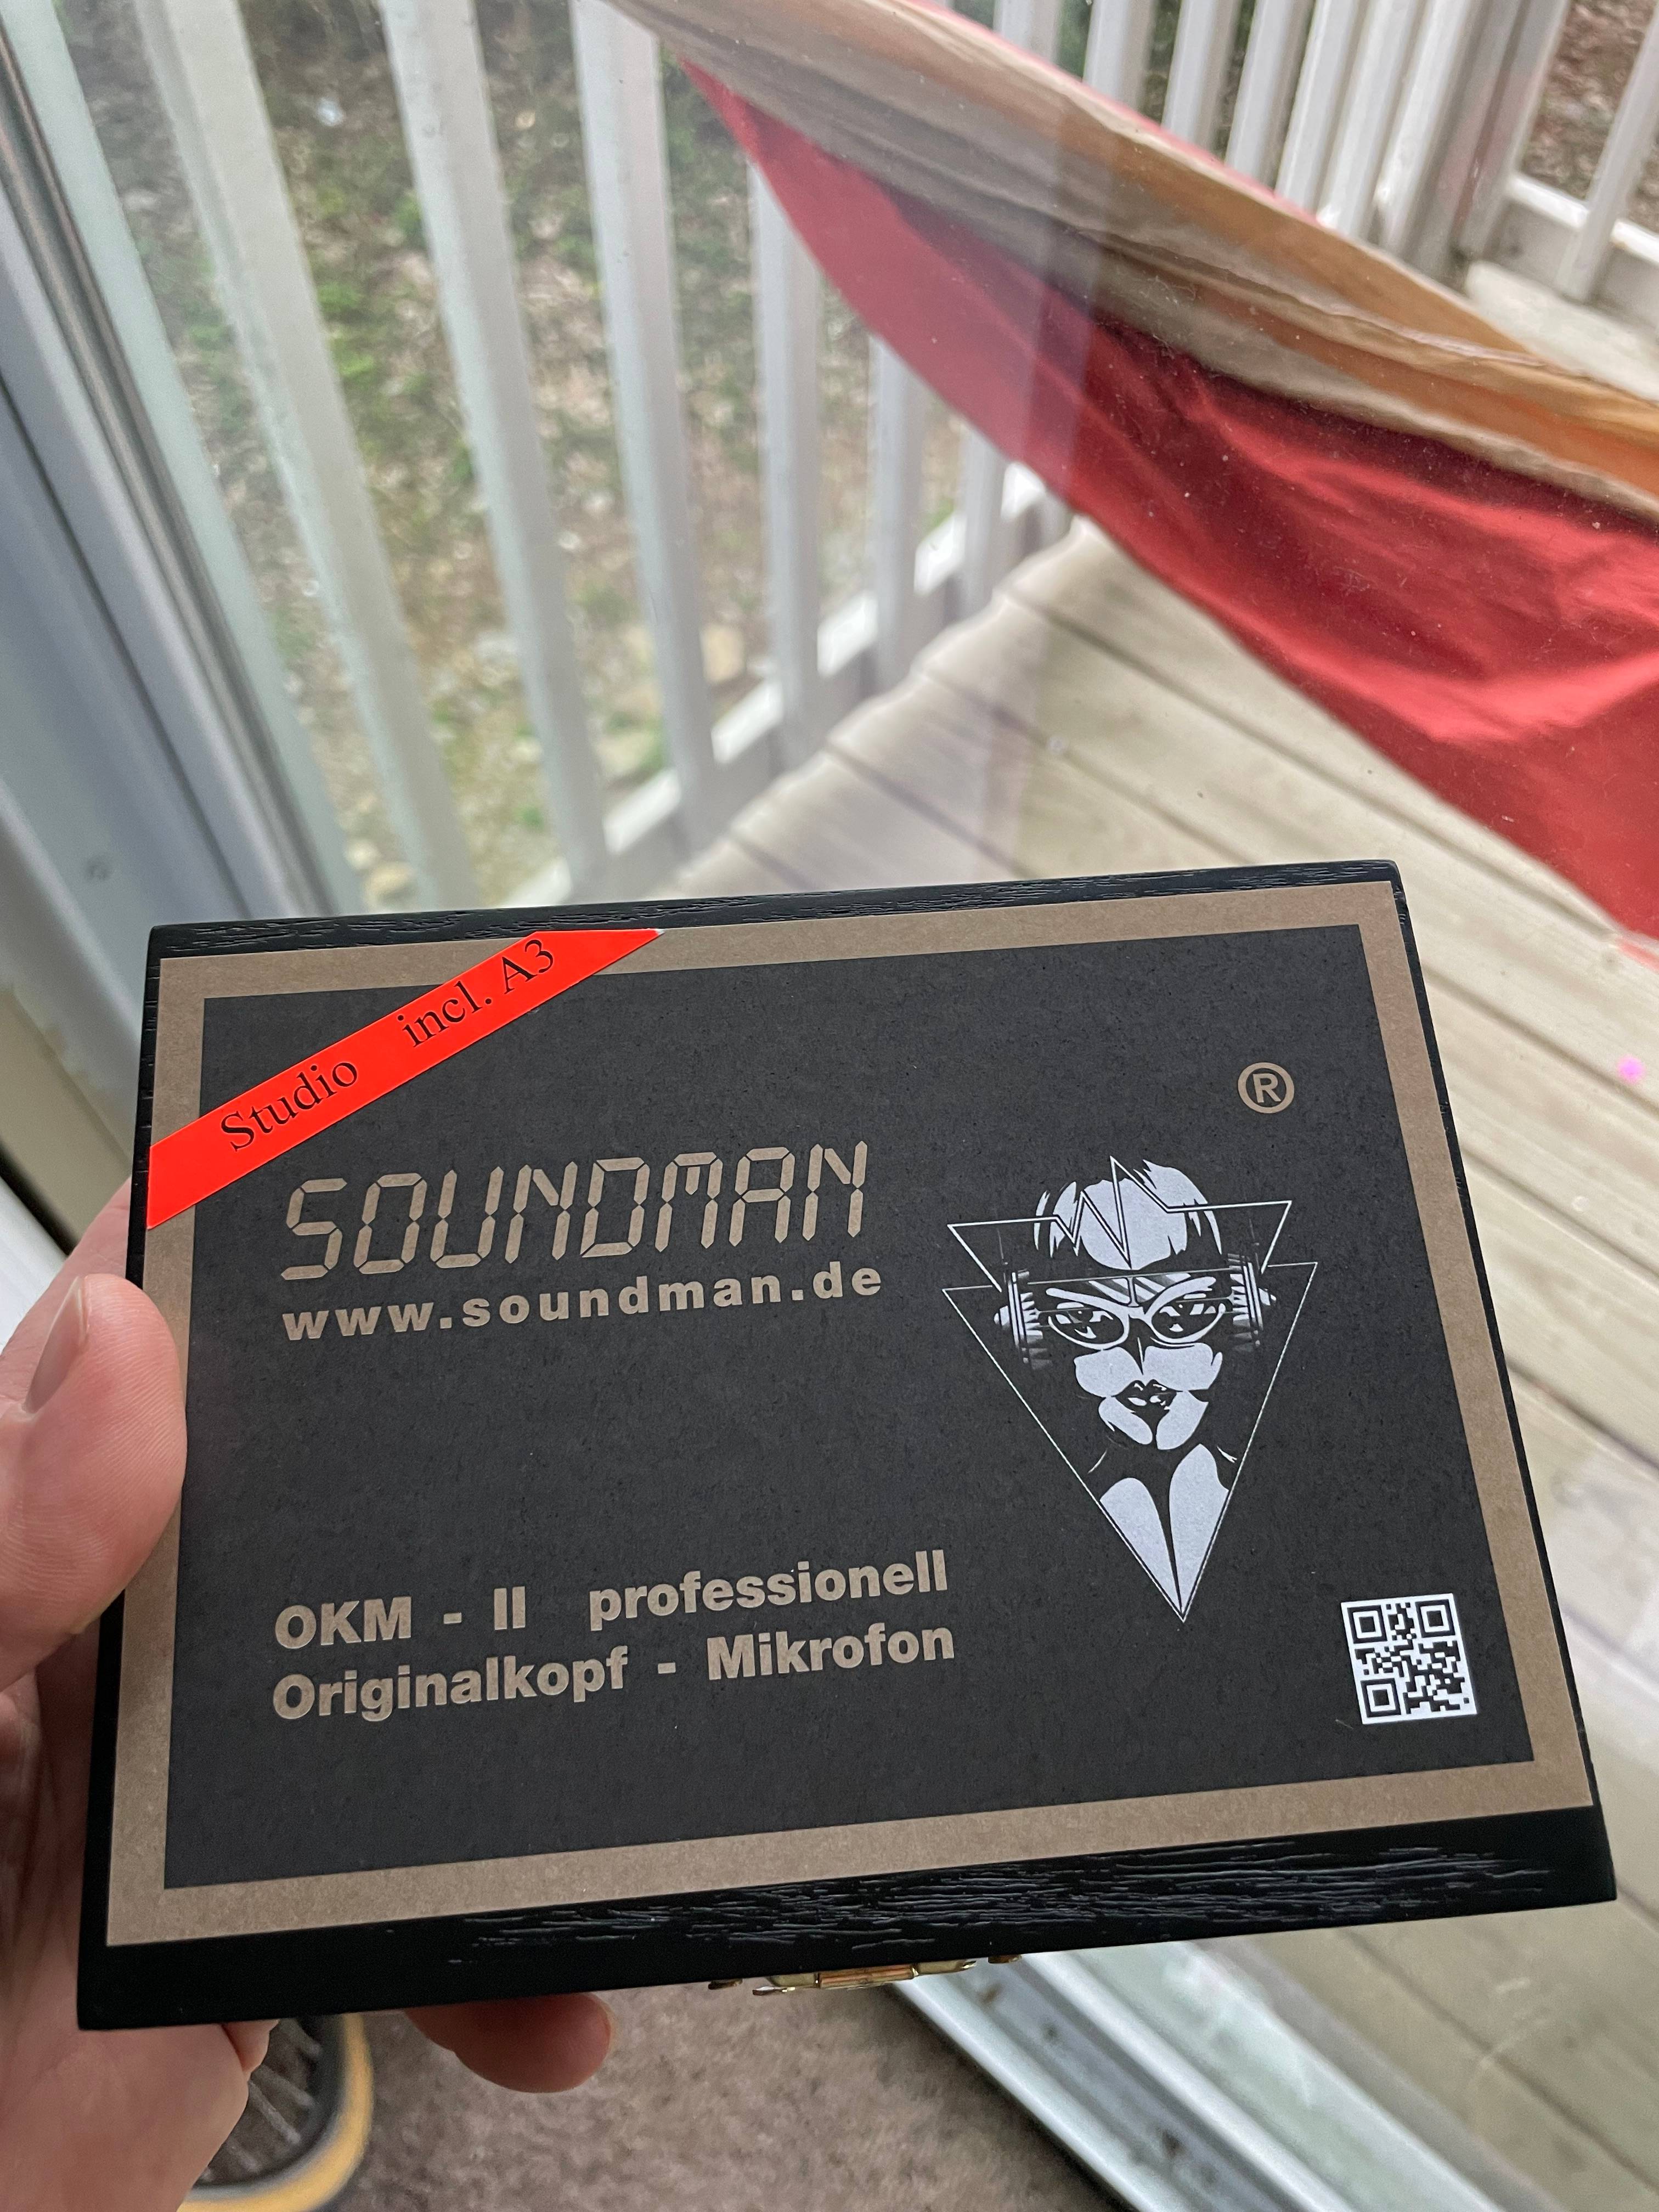 Studio incl. A3
®
SOUNDMAN
www.soundman.de
OKM - II professionell
Originalkopf - Mikrofon